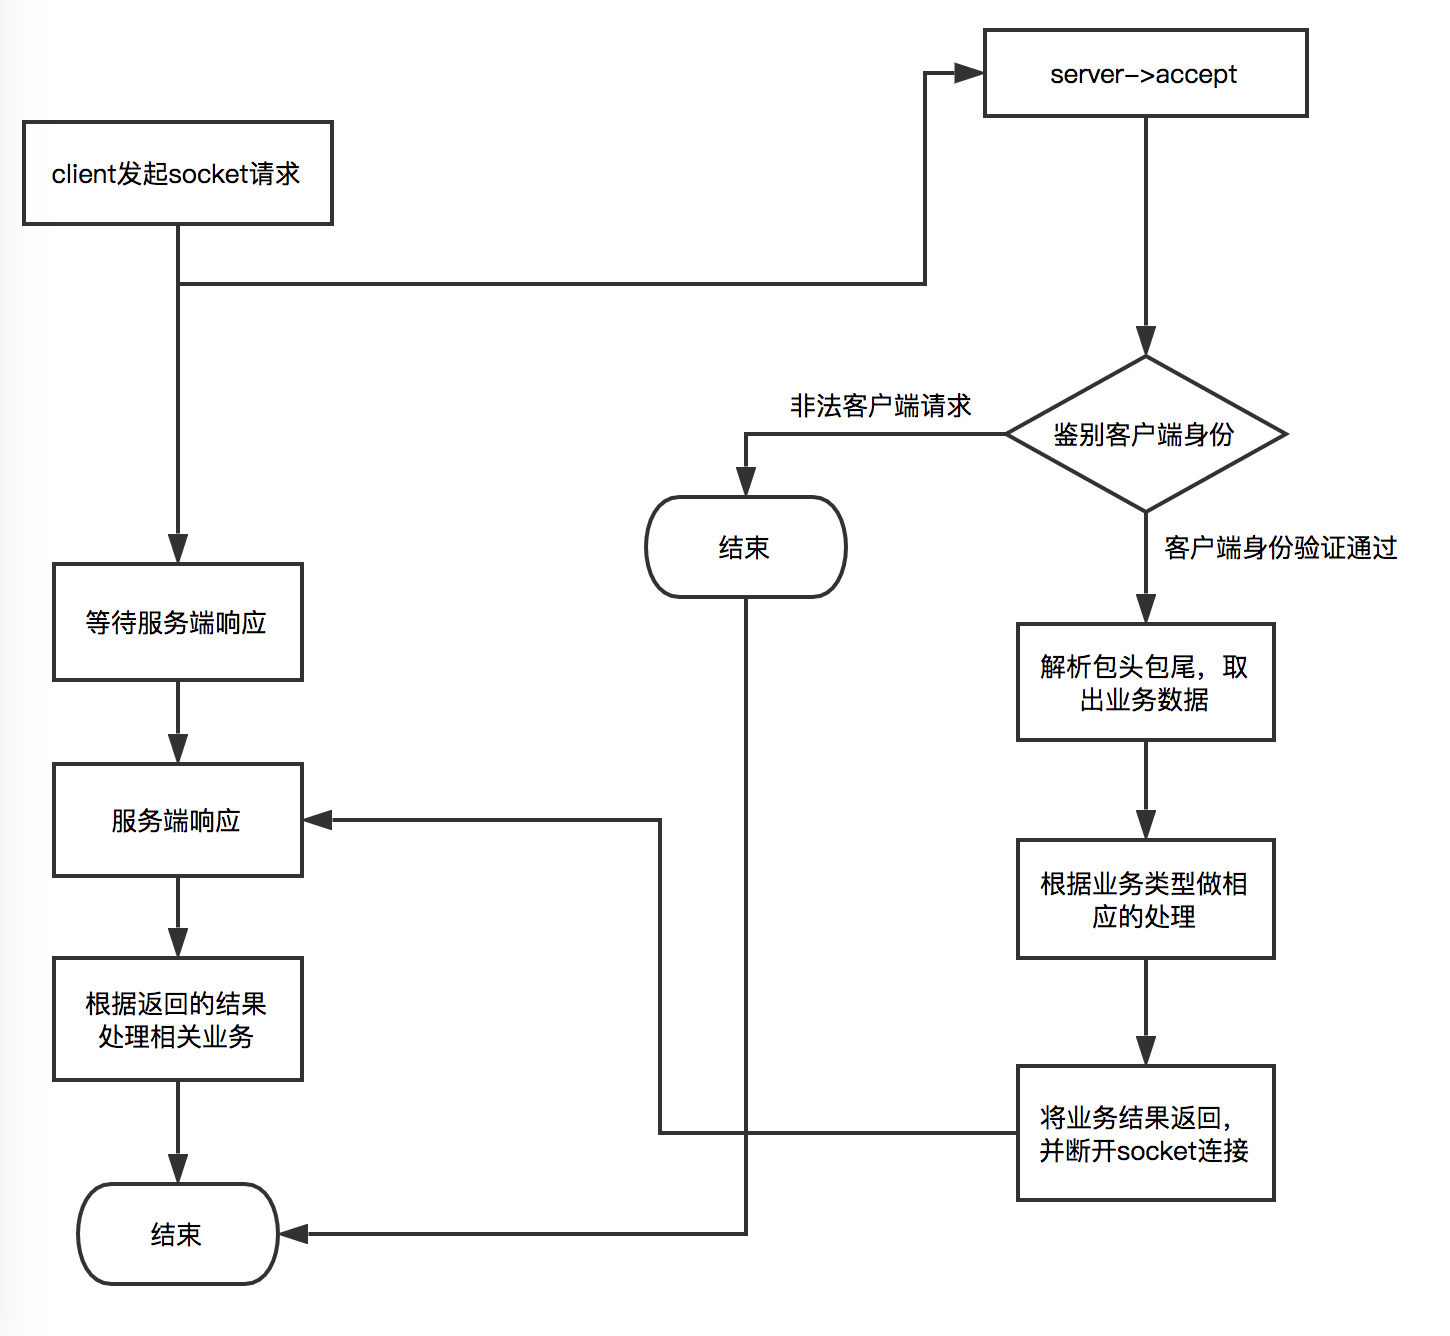 server->accept
client发起socket请求
非法客户端请求
鉴别客户端身份
结束
客户端身份验证通过
等待服务端响应
解析包头包尾，取
出业务数据
服务端响应
根据业务类型做相
应的处理
根据返回的结果
处理相关业务
将业务结果返回，
并断开socket连接
结束